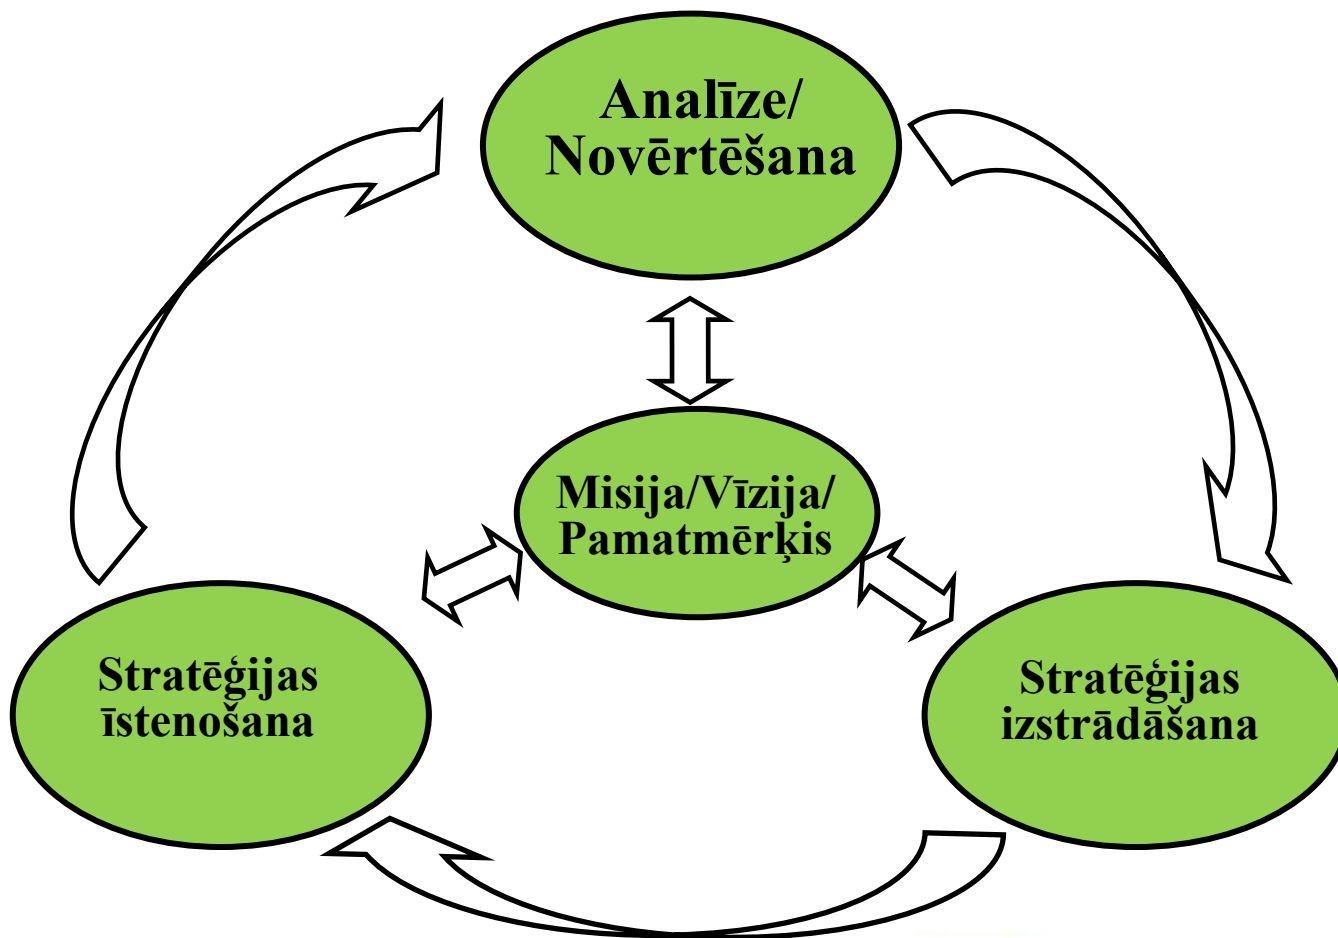 Analīze/
Novērtēšana
Misija/Vīzija/
Pamatmērķis
Stratēģijas
īstenošana
Stratēģijas
izstrādāšana